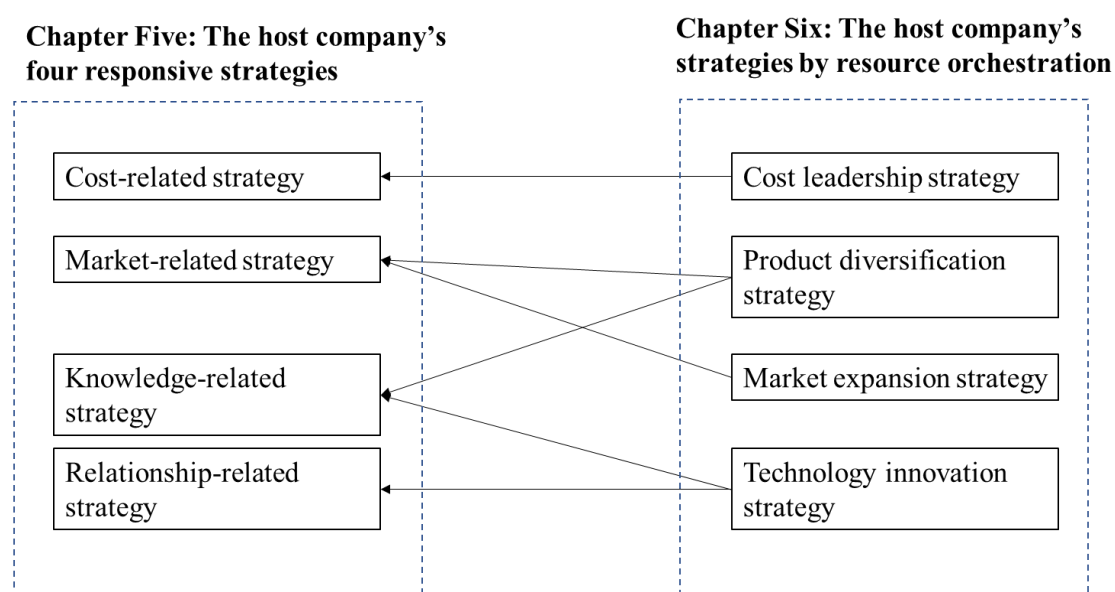 Chapter Five: The host company's
four responsive strategies
Cost-related strategy
Market-related strategy
Knowledge-related
strategy
Relationship-related
strategy
Chapter Six: The host company's
strategies by resource orchestration
Cost leadership strategy
Product diversification
strategy
Market expansion strategy
Technology innovation
strategy